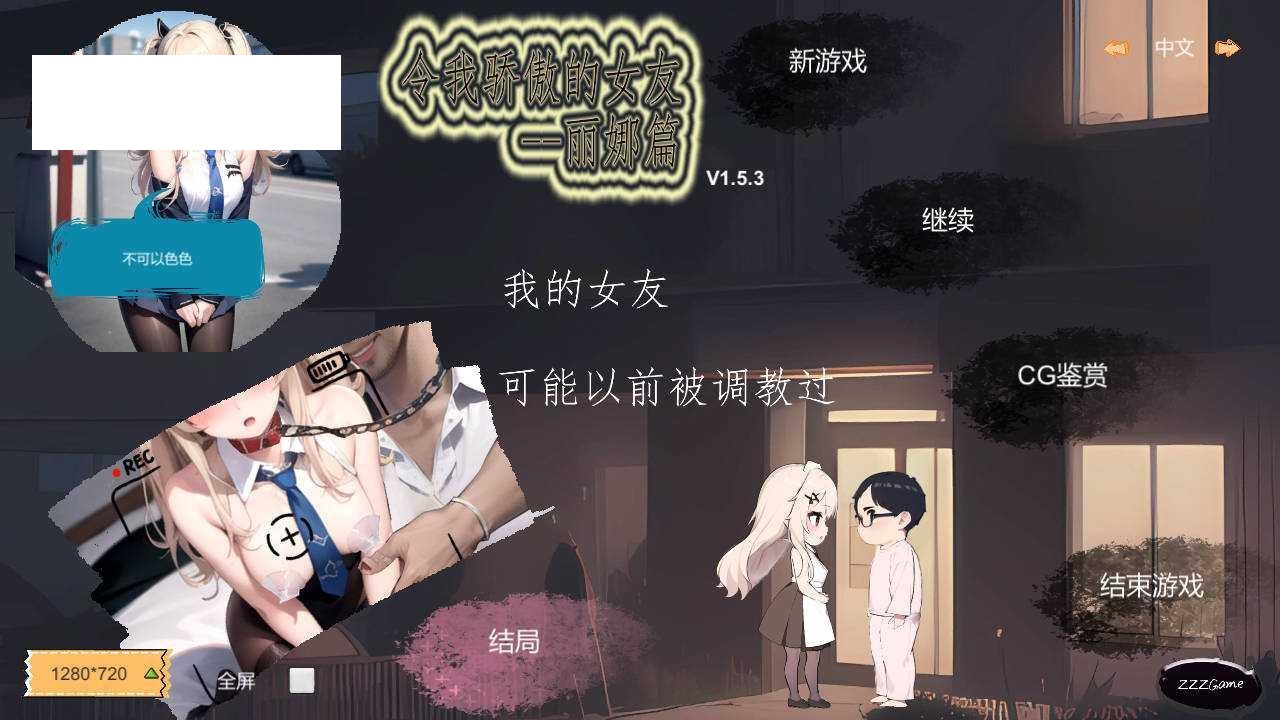 令我骄傲的女友
—丽娜篇
V1.5.3
新游戏
中文
继续
不可以色色
我的女友
可能以前被调教过
CG鉴赏
REC
结束游戏
结局
1280*720
全屏
ZZZGame